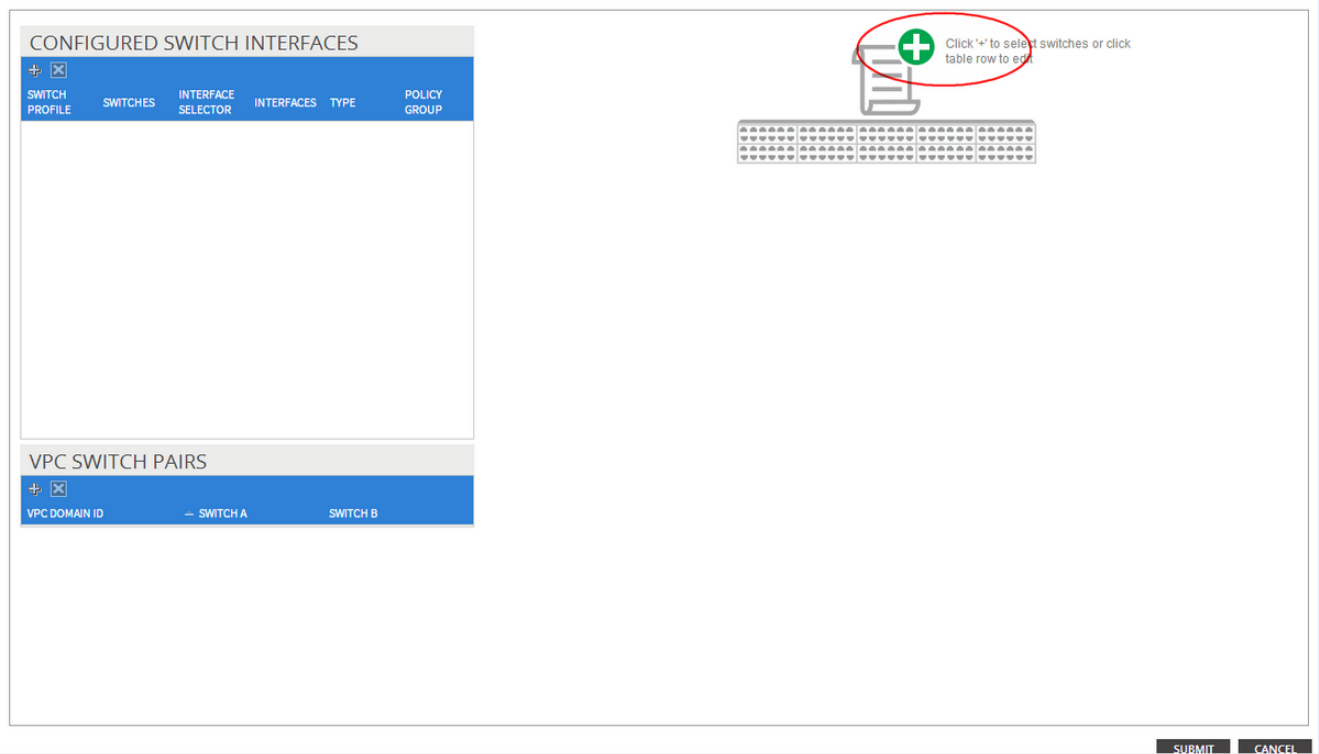 CONFIGURED SWITCH INTERFACES
SWITCH PROFILE SWITCHES INTERFACE SELECTOR INTERFACES TYPE POLICY GROUP
Click '+' to select switches or click
table row to edit
VPC SWITCH PAIRS
VPC DOMAIN ID SWITCH A SWITCH B
SUBMIT CANCEL